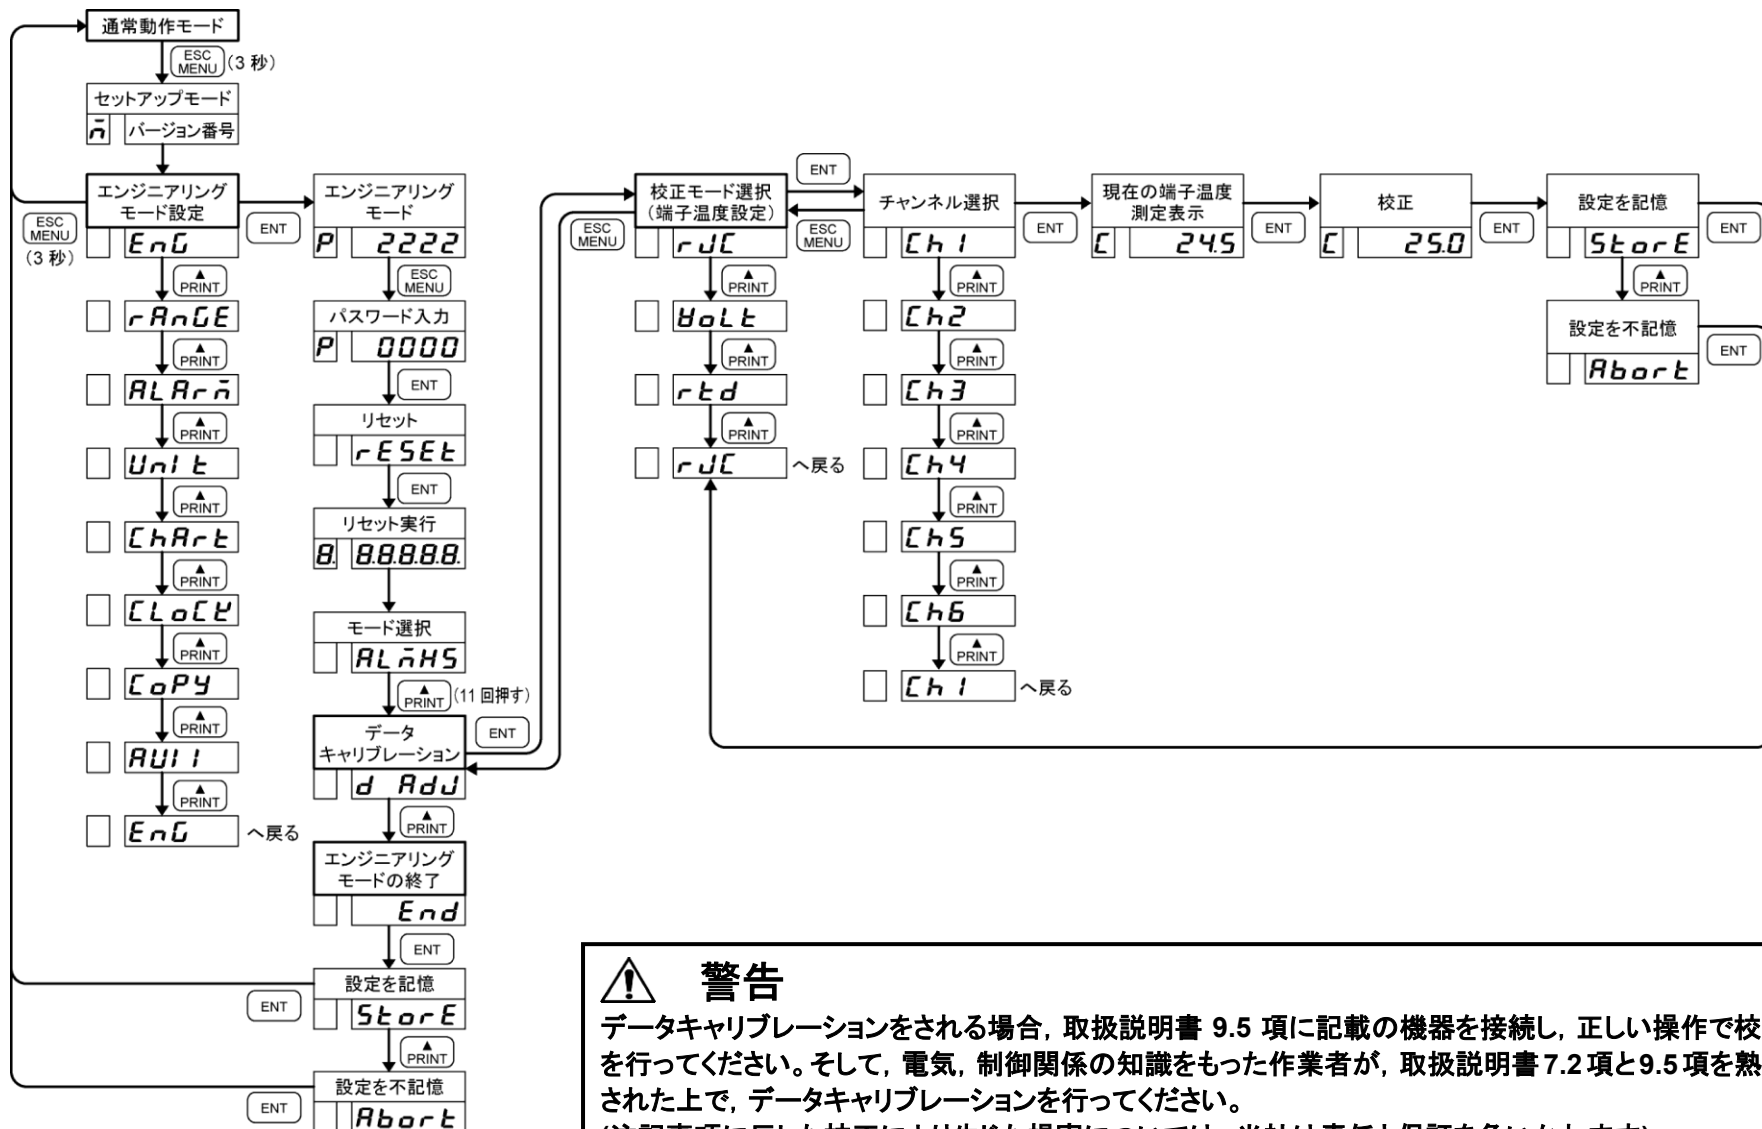 通常動作モード
ESC
MENU
(3 秒)
セットアップモード
バージョン番号
エンジニアリング
モード設定
ESC
MENU
(3 秒)
ENT
EnG
▲
PRINT
rAnGE
▲
PRINT
ALArm
▲
PRINT
UnIt
▲
PRINT
ChArt
▲
PRINT
CLoCK
▲
PRINT
CoPY
▲
PRINT
AUI1
▲
PRINT
EnG
へ戻る
エンジニアリング
モード
P 2222
ESC
MENU
パスワード入力
P 0000
ENT
リセット
rESEt
ENT
リセット実行
8. 8.8.8.8.8.
モード選択
ALmHS
▲
PRINT
(11 回押す)
データ
キャリブレーション
ENT
d AdJ
▲
PRINT
エンジニアリング
モードの終了
End
ENT
設定を記憶
ENT
StorE
▲
PRINT
設定を不記憶
ENT
Abort
校正モード選択
(端子温度設定)
ESC
MENU
ENT
ESC
MENU
rJC
▲
PRINT
VoLt
▲
PRINT
rtd
▲
PRINT
rJC
へ戻る
チャンネル選択
ENT
Ch1
▲
PRINT
Ch2
▲
PRINT
Ch3
▲
PRINT
Ch4
▲
PRINT
Ch5
▲
PRINT
Ch6
▲
PRINT
Ch1
へ戻る
現在の端子温度
測定表示
C 24.5
ENT
校正
C 25.0
ENT
設定を記憶
StorE
ENT
▲
PRINT
設定を不記憶
Abort
ENT
警告
データキャリブレーションをされる場合, 取扱説明書 9.5 項に記載の機器を接続し, 正しい操作で校
を行ってください。そして, 電気, 制御関係の知識をもった作業者が, 取扱説明書 7.2 項と 9.5 項を熟
された上で, データキャリブレーションを行ってください。